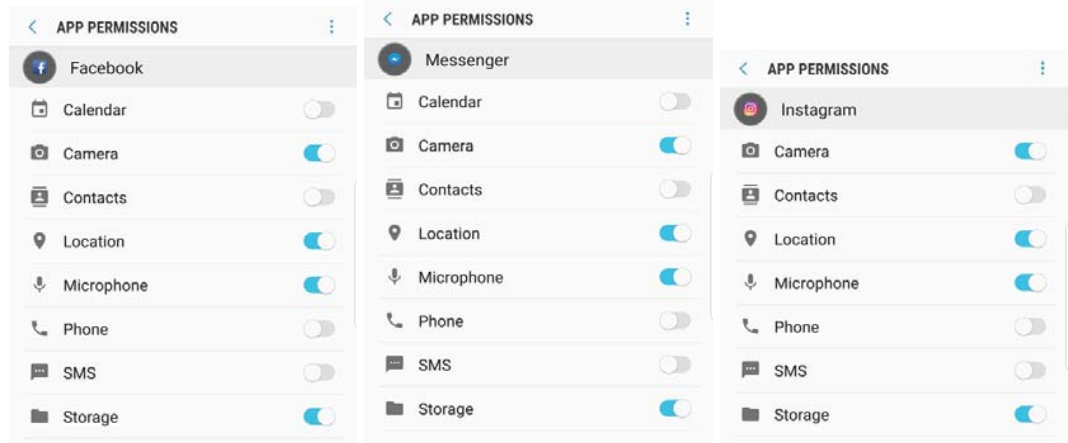 APP PERMISSIONS
Facebook
Calendar
Camera
Contacts
Location
Microphone
Phone
SMS
Storage
APP PERMISSIONS
Messenger
Calendar
Camera
Contacts
Location
Microphone
Phone
SMS
Storage
APP PERMISSIONS
Instagram
Camera
Contacts
Location
Microphone
Phone
SMS
Storage